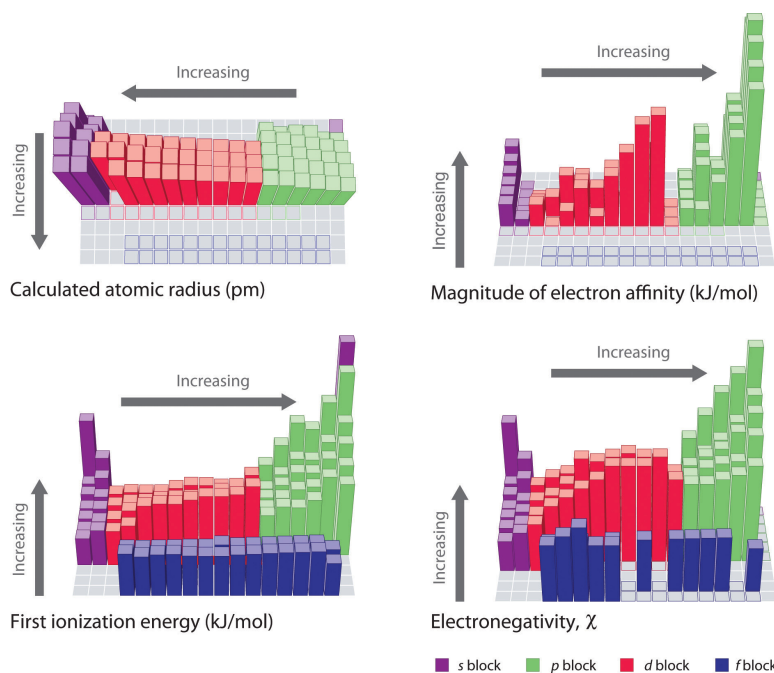 Increasing
Increasing
Calculated atomic radius (pm)
Increasing
Increasing
Magnitude of electron affinity (kJ/mol)
Increasing
Increasing
First ionization energy (kJ/mol)
Increasing
Increasing
Electronegativity, χ
s block
p block
d block
f block